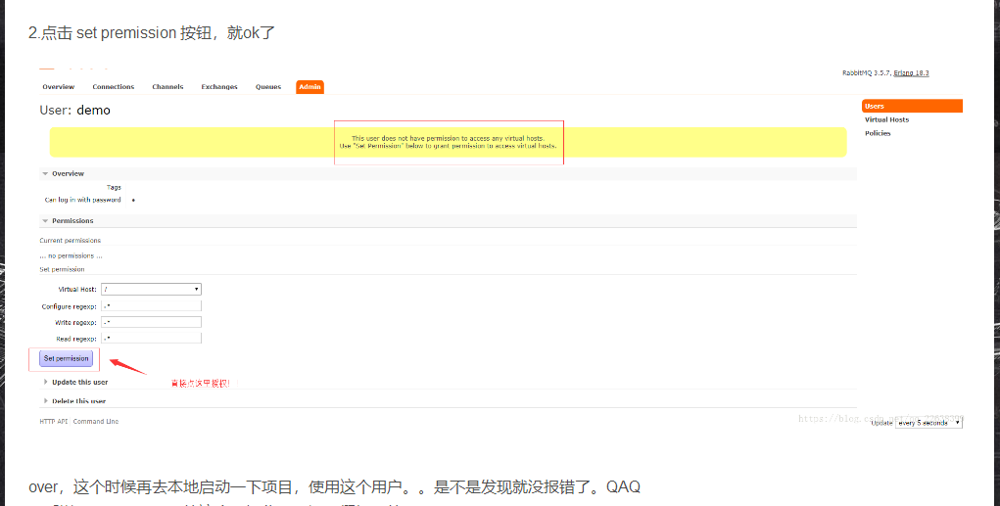 2.点击 set premission 按钮，就ok了
RabbitMQ 3.5.7, Erlang 18.3
Overview Connections Channels Exchanges Queues Admin
User: demo
Users
Virtual Hosts
Policies
This user does not have permission to access any virtual hosts.
Use "Set Permission" below to grant permission to access virtual hosts.
Overview
Tags
Can log in with password •
Permissions
Current permissions
... no permissions ...
Set permission
Virtual Host: /
Configure regexp: .*
Write regexp: .*
Read regexp: .*
Set permission
直接点这里授权!
Update this user
Delete this user
HTTP API Command Line
Update every 5 seconds
over，这个时候再去本地启动一下项目，使用这个用户。。是不是发现就没报错了。QAQ